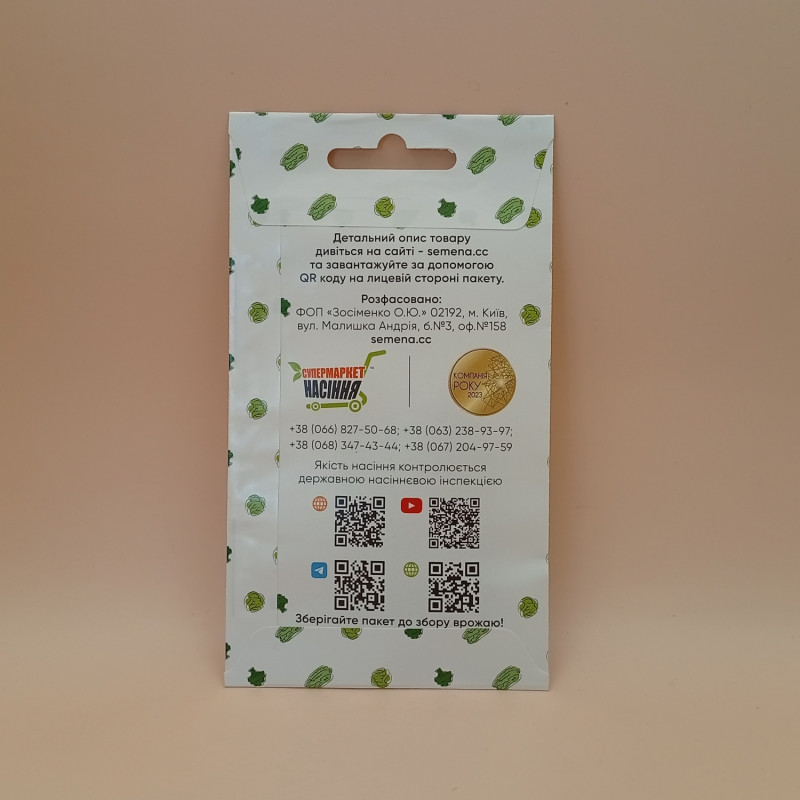 Детальний опис товару
дивіться на сайті - semena.cc
та завантажуйте за допомогою
QR коду на лицевій стороні пакету.
Розфасовано:
ФОП «Зосіменко О.Ю.» 02192, м. Київ,
вул. Малишка Андрія, б.№3, оф.№158
semena.cc
СУПЕРМАРКЕТ
НАСІННЯ
КОМПАНІЯ
РОКУ
2023
+38 (066) 827-50-68; +38 (063) 238-93-97;
+38 (068) 347-43-44; +38 (067) 204-97-59
Якість насіння контролюється
державною насіннєвою інспекцією
Зберігайте пакет до збору врожаю!